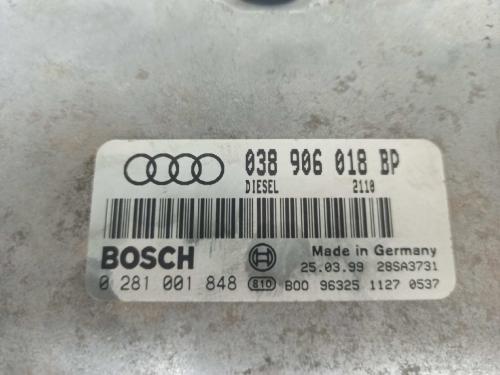 038 906 018 BP
DIESEL 2110
BOSCH
Made in Germany
25.03.99 28SA3731
0 281 001 848 810 B00 96325 1127 0537